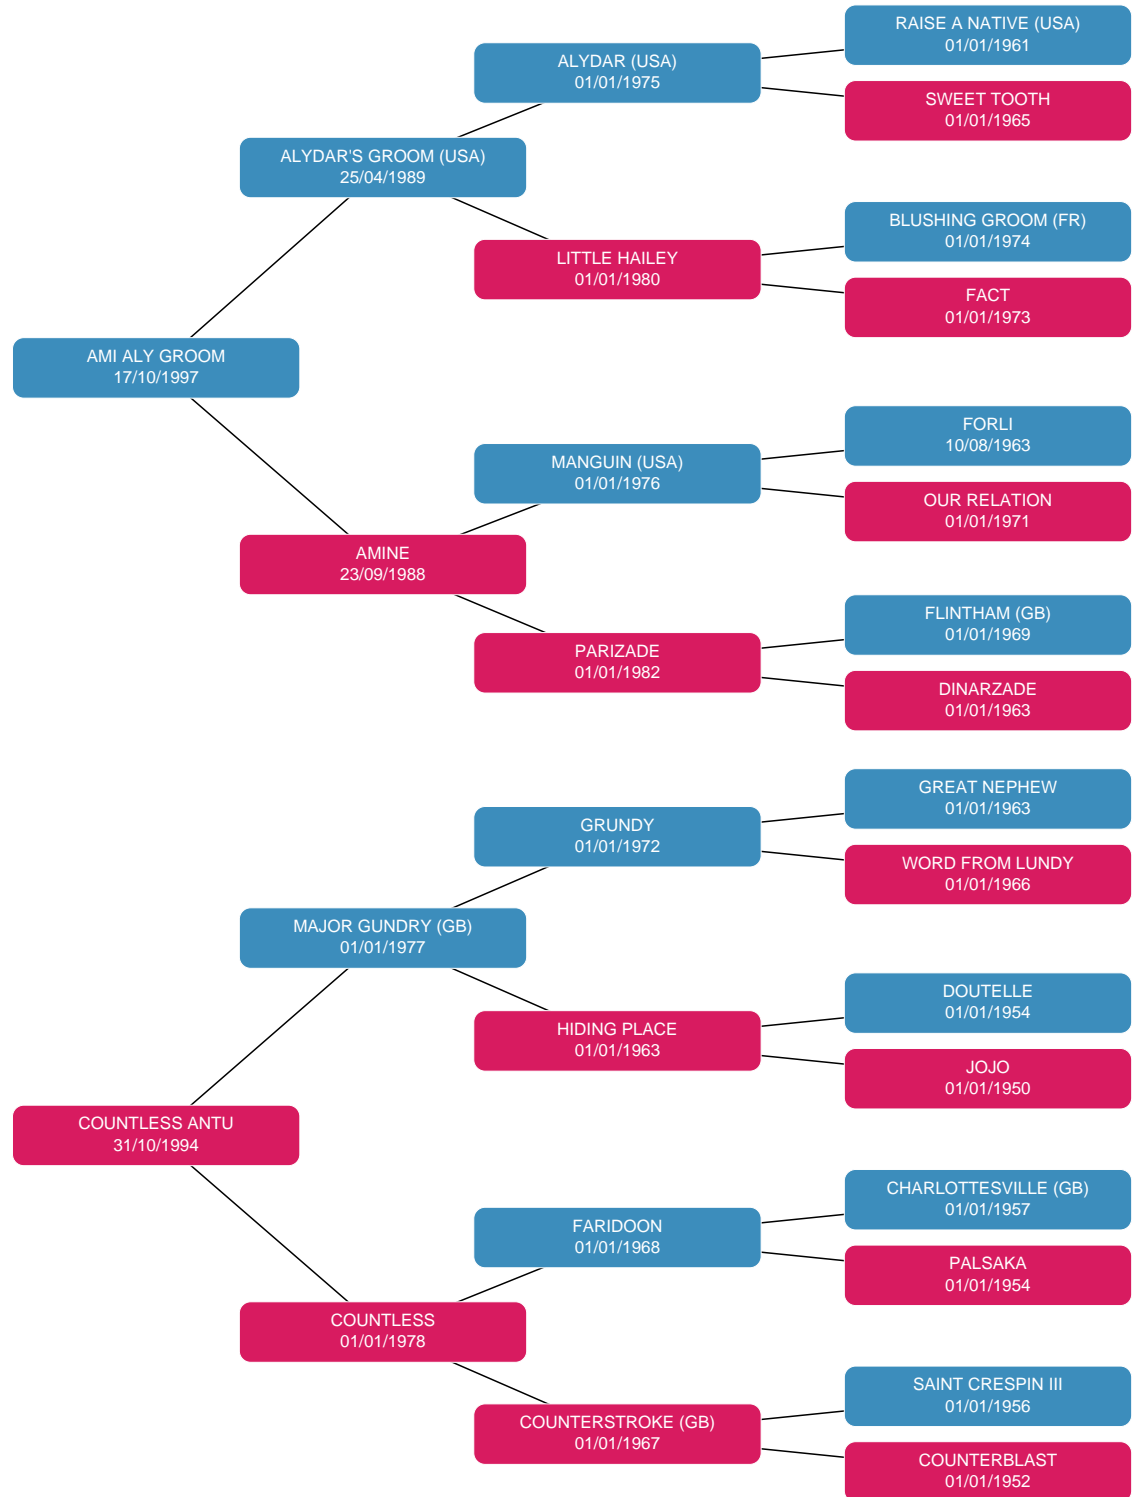 RAISE A NATIVE (USA)
01/01/1961
ALYDAR (USA)
01/01/1975
SWEET TOOTH
01/01/1965
ALYDAR'S GROOM (USA)
25/04/1989
BLUSHING GROOM (FR)
01/01/1974
LITTLE HAILEY
01/01/1980
FACT
01/01/1973
AMI ALY GROOM
17/10/1997
FORLI
10/08/1963
MANGUIN (USA)
01/01/1976
OUR RELATION
01/01/1971
AMINE
23/09/1988
FLINTHAM (GB)
01/01/1969
PARIZADE
01/01/1982
DINARZADE
01/01/1963
GREAT NEPHEW
01/01/1963
GRUNDY
01/01/1972
WORD FROM LUNDY
01/01/1966
MAJOR GUNDRY (GB)
01/01/1977
DOUTELLE
01/01/1954
HIDING PLACE
01/01/1963
JOJO
01/01/1950
COUNTLESS ANTU
31/10/1994
CHARLOTTESVILLE (GB)
01/01/1957
FARIDOON
01/01/1968
PALSAKA
01/01/1954
COUNTLESS
01/01/1978
SAINT CRESPIN III
01/01/1956
COUNTERSTROKE (GB)
01/01/1967
COUNTERBLAST
01/01/1952